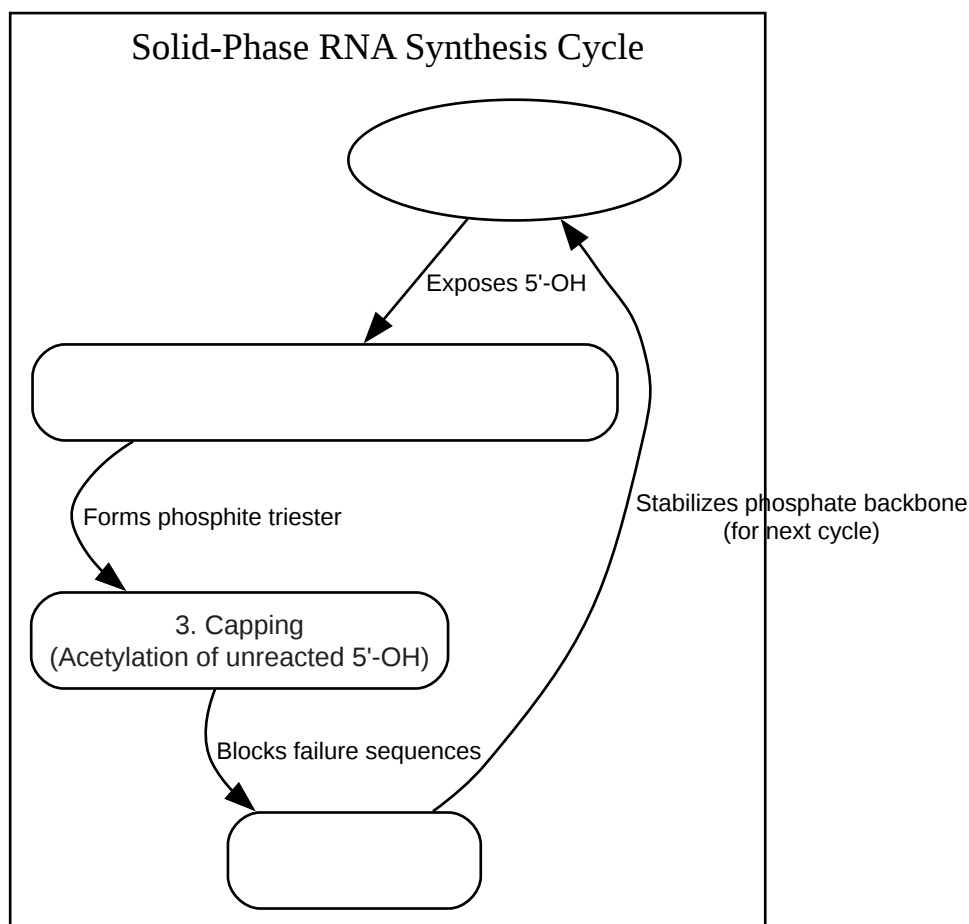 Solid-Phase RNA Synthesis Cycle
Exposes 5'-OH
Forms phosphite triester
Stabilizes phosphate backbone
(for next cycle)
3. Capping
(Acetylation of unreacted 5'-OH)
Blocks failure sequences